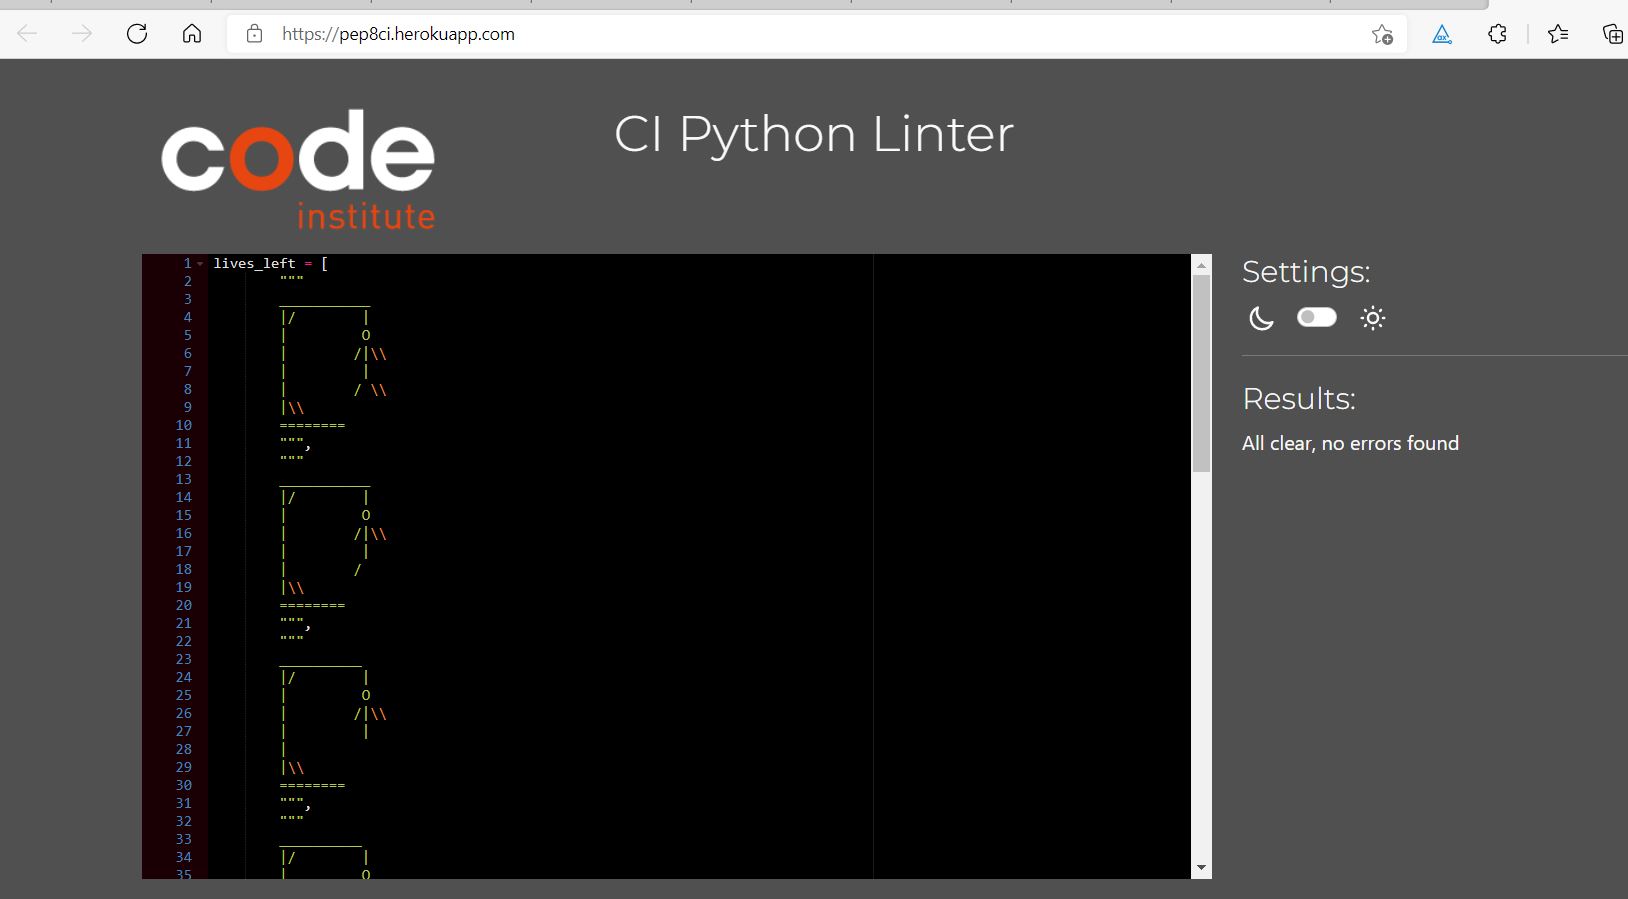 https://pep8ci.herokuapp.com
code
institute
CI Python Linter
1 lives_left = [
2         """
3         ___________
4         |/        |
5         |         O
6         |        /|\\
7         |         |
8         |        / \\
9         |\\
10         ========
11         """,
12         """
13         ___________
14         |/        |
15         |         O
16         |        /|\\
17         |         |
18         |        /
19         |\\
20         ========
21         """,
22         """
23         __________
24         |/        |
25         |         O
26         |        /|\\
27         |         |
28         |
29         |\\
30         ========
31         """,
32         """
33         __________
34         |/        |
35         |         O
Settings:
Results:
All clear, no errors found